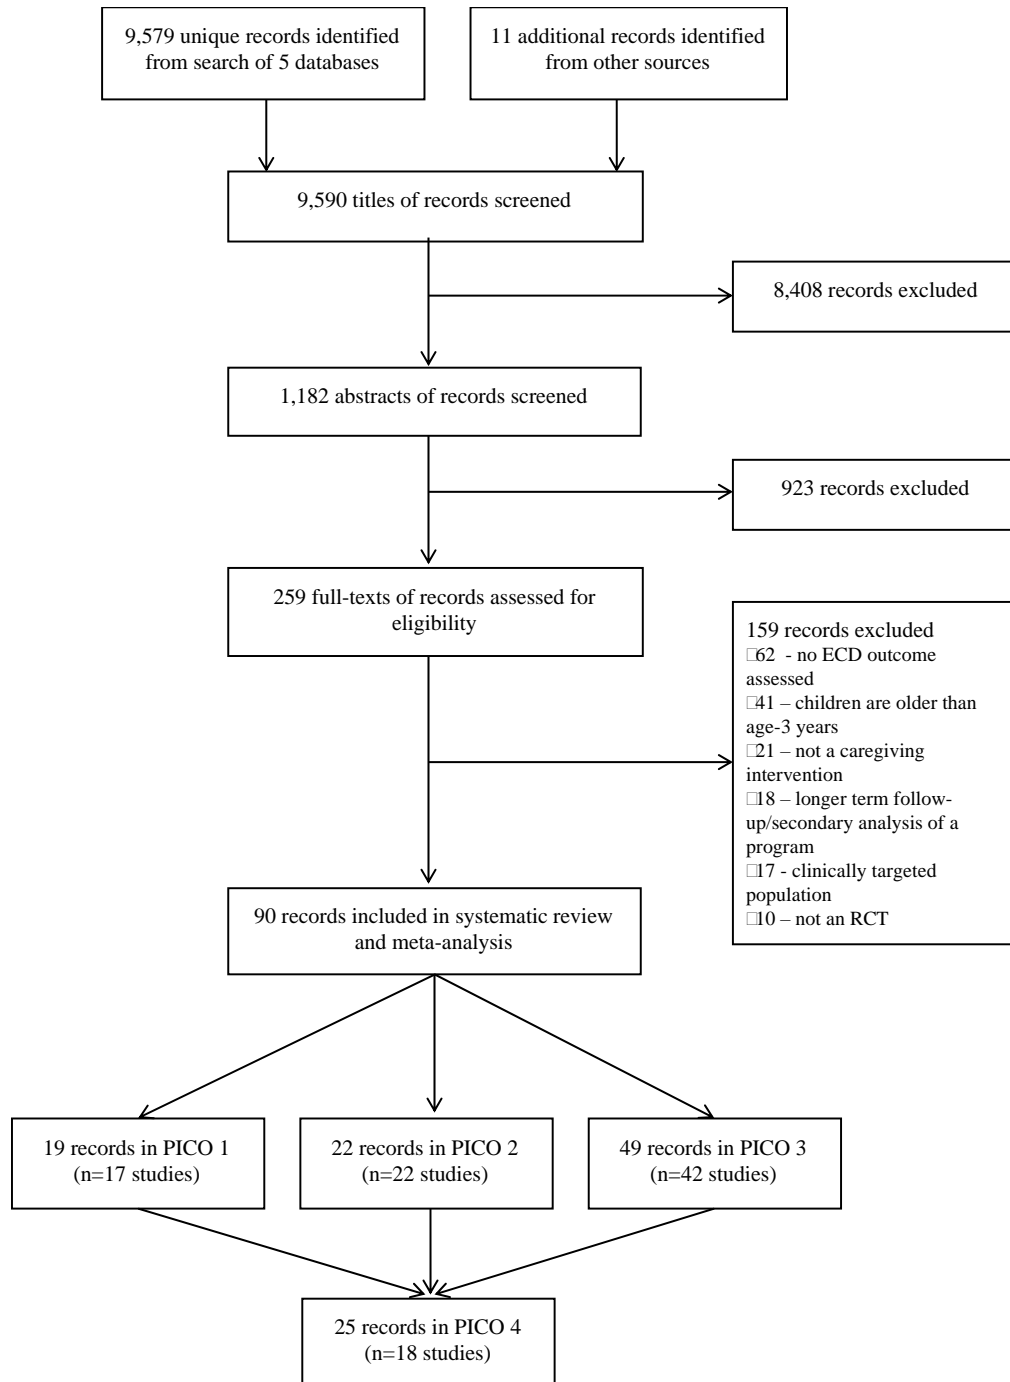 9,579 unique records identified
from search of 5 databases
11 additional records identified
from other sources
9,590 titles of records screened
8,408 records excluded
1,182 abstracts of records screened
923 records excluded
259 full-texts of records assessed for
eligibility
159 records excluded
□62 - no ECD outcome
assessed
□41 – children are older than
age-3 years
□21 – not a caregiving
intervention
□18 – longer term follow-
up/secondary analysis of a
program
□17 - clinically targeted
population
□10 – not an RCT
90 records included in systematic review
and meta-analysis
19 records in PICO 1
(n=17 studies)
22 records in PICO 2
(n=22 studies)
49 records in PICO 3
(n=42 studies)
25 records in PICO 4
(n=18 studies)